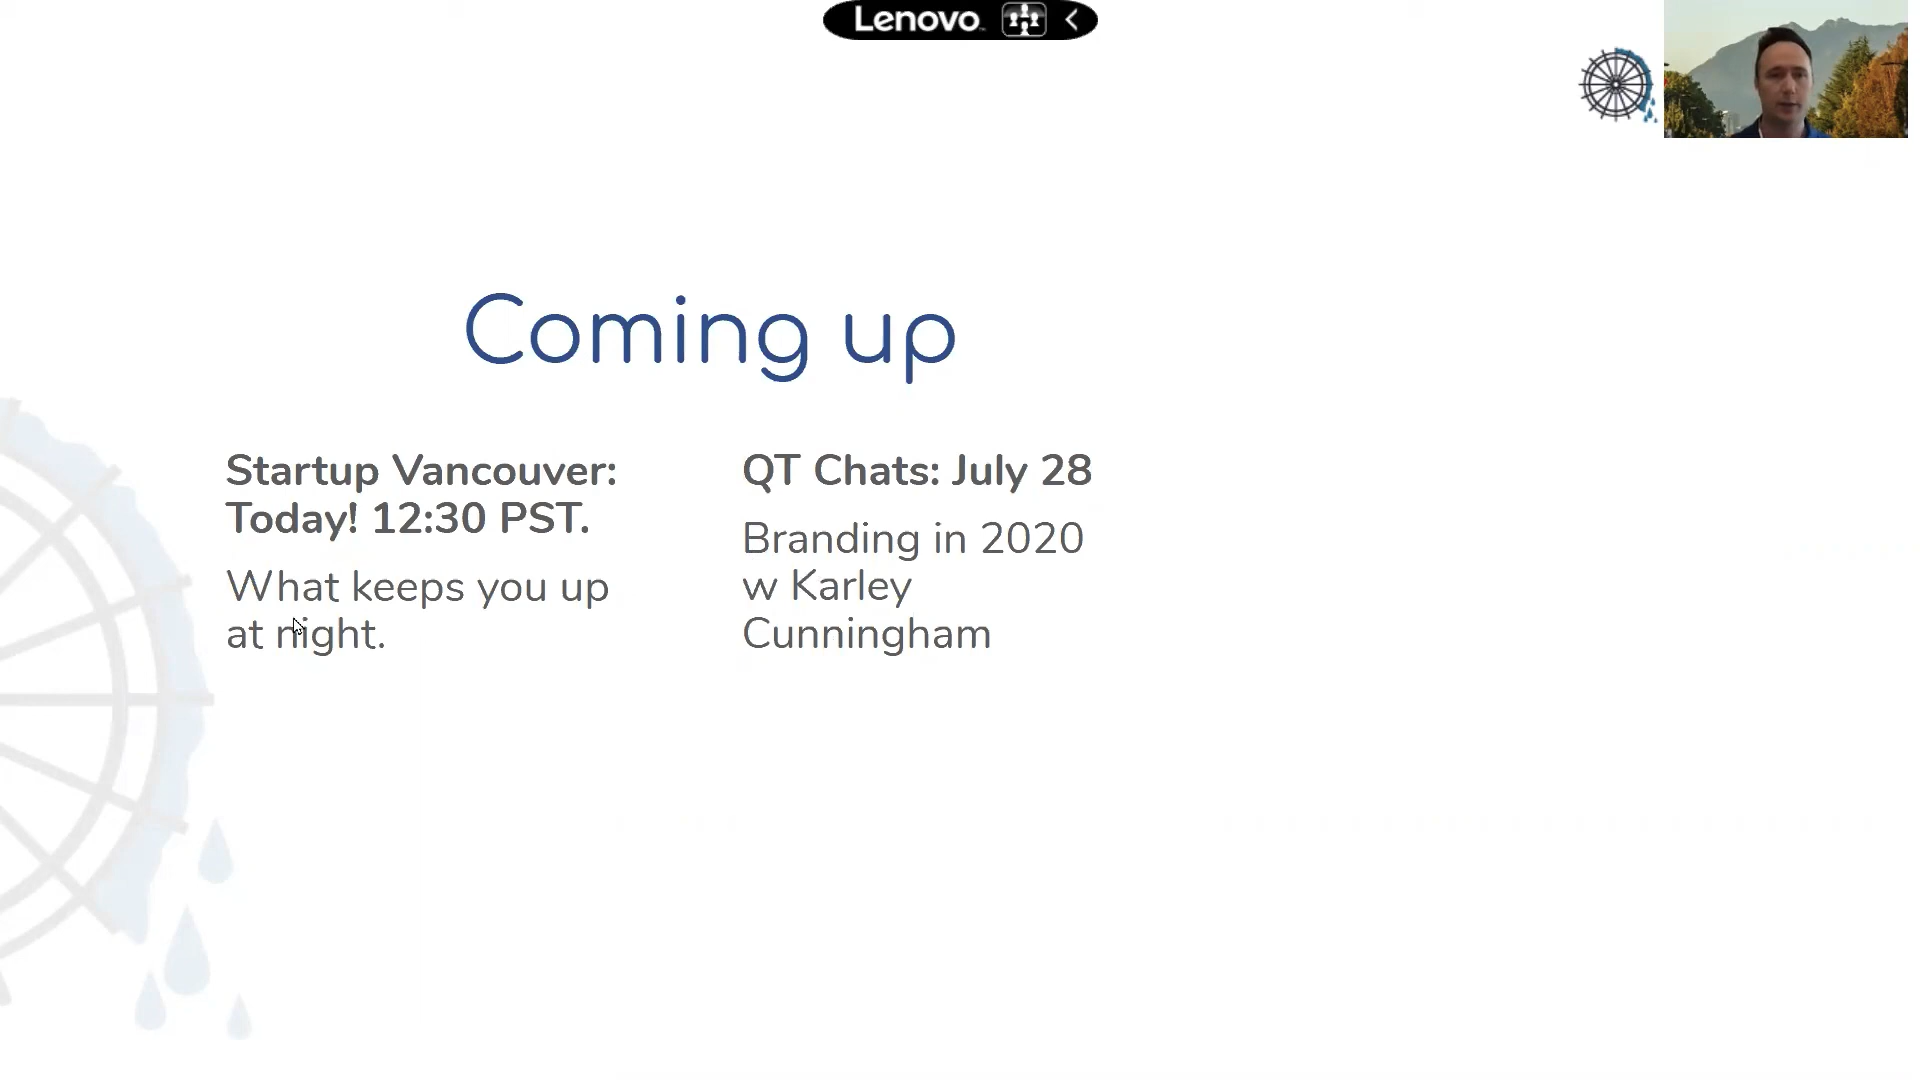 Lenovo
Coming up
Startup Vancouver:
Today! 12:30 PST.
What keeps you up
at night.
QT Chats: July 28
Branding in 2020
w Karley
Cunningham